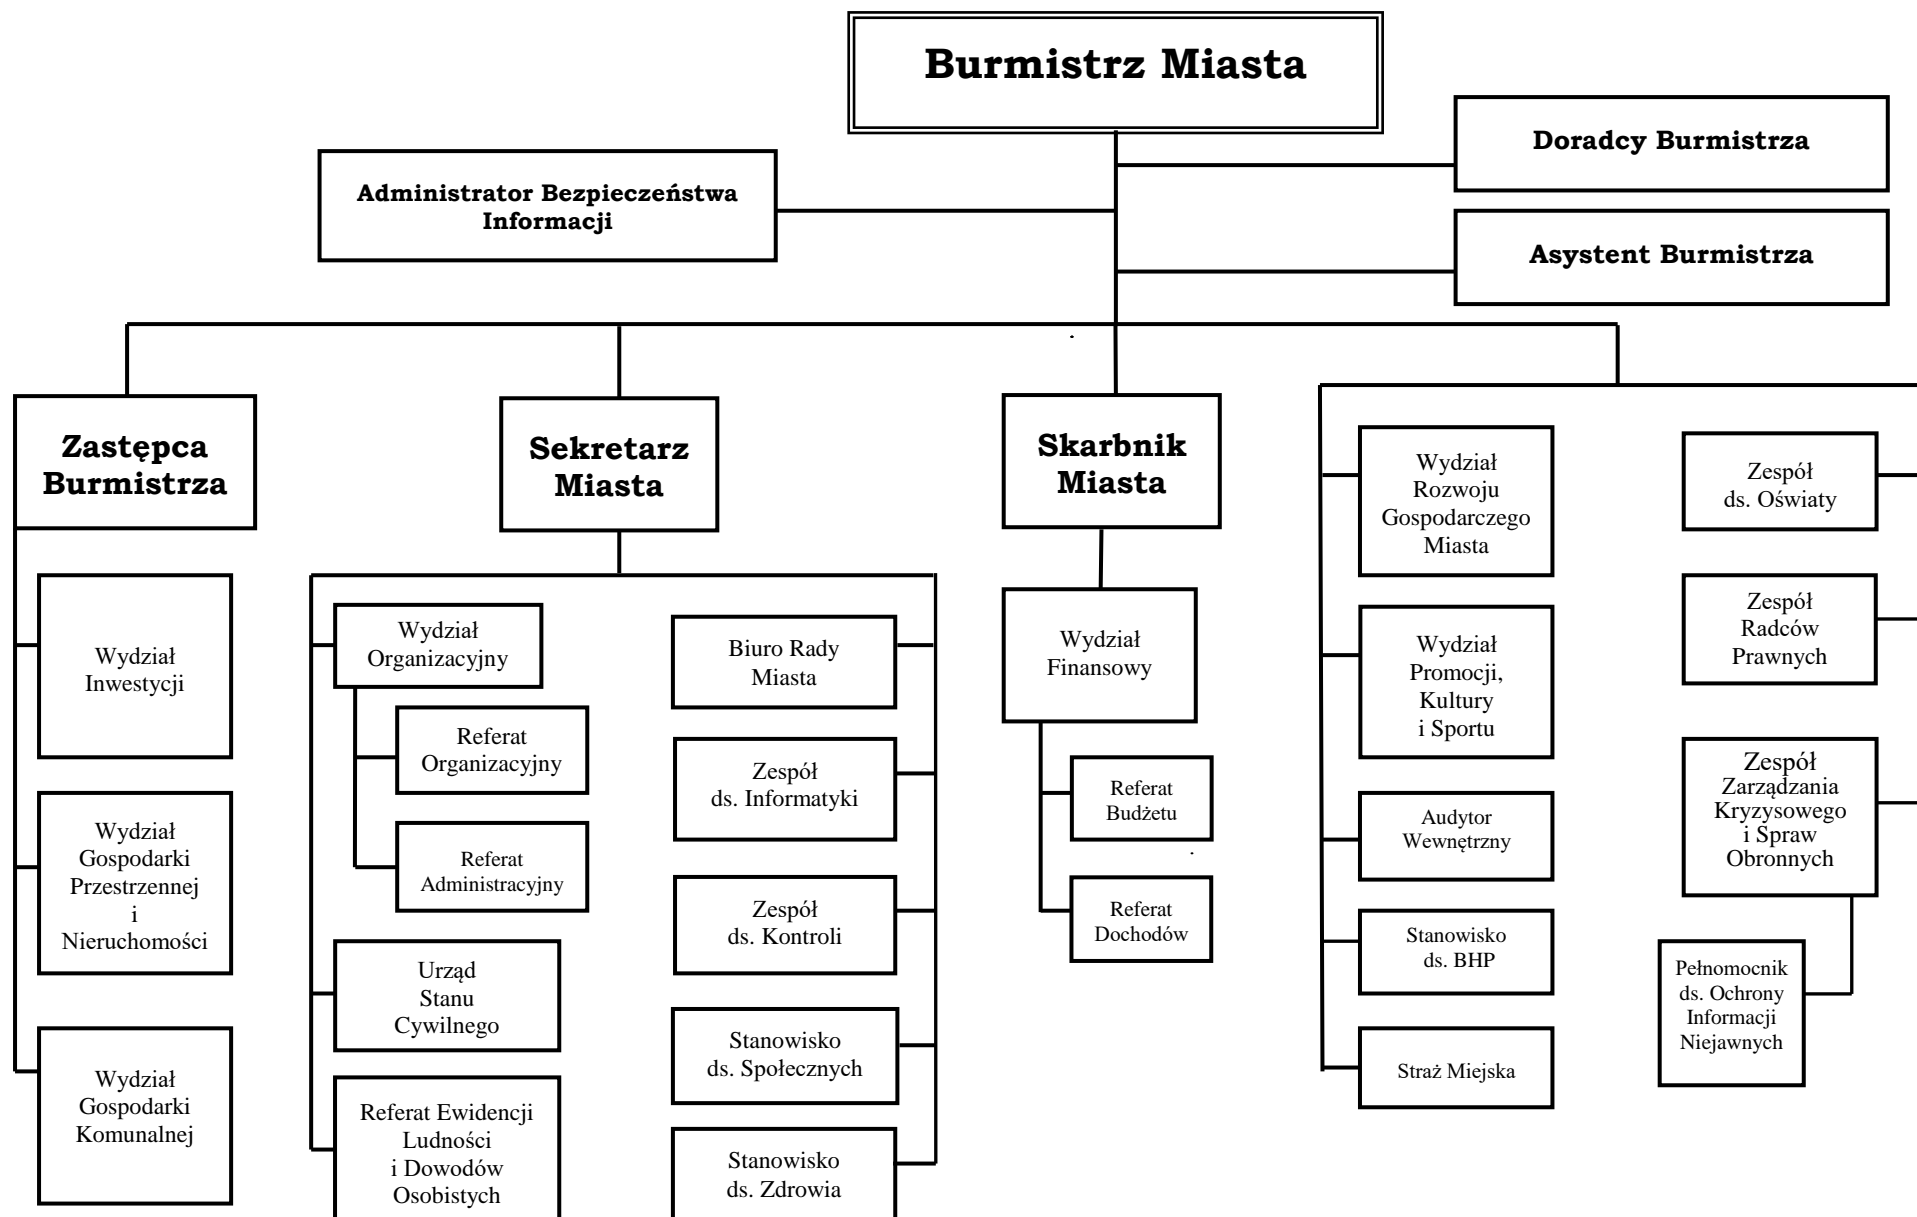 Burmistrz Miasta
Doradcy Burmistrza
Administrator Bezpieczeństwa
Informacji
Asystent Burmistrza
Zastępca
Burmistrza
Wydział
Inwestycji
Wydział
Gospodarki
Przestrzennej
i
Nieruchomości
Wydział
Gospodarki
Komunalnej
Sekretarz
Miasta
Wydział
Organizacyjny
Referat
Organizacyjny
Referat
Administracyjny
Urząd
Stanu
Cywilnego
Referat Ewidencji
Ludności
i Dowodów
Osobistych
Biuro Rady
Miasta
Zespół
ds. Informatyki
Zespół
ds. Kontroli
Stanowisko
ds. Społecznych
Stanowisko
ds. Zdrowia
Skarbnik
Miasta
Wydział
Finansowy
Referat
Budżetu
Referat
Dochodów
Wydział
Rozwoju
Gospodarczego
Miasta
Wydział
Promocji,
Kultury
i Sportu
Audytor
Wewnętrzny
Stanowisko
ds. BHP
Straż Miejska
Zespół
ds. Oświaty
Zespół
Radców
Prawnych
Zespół
Zarządzania
Kryzysowego
i Spraw
Obronnych
Pełnomocnik
ds. Ochrony
Informacji
Niejawnych